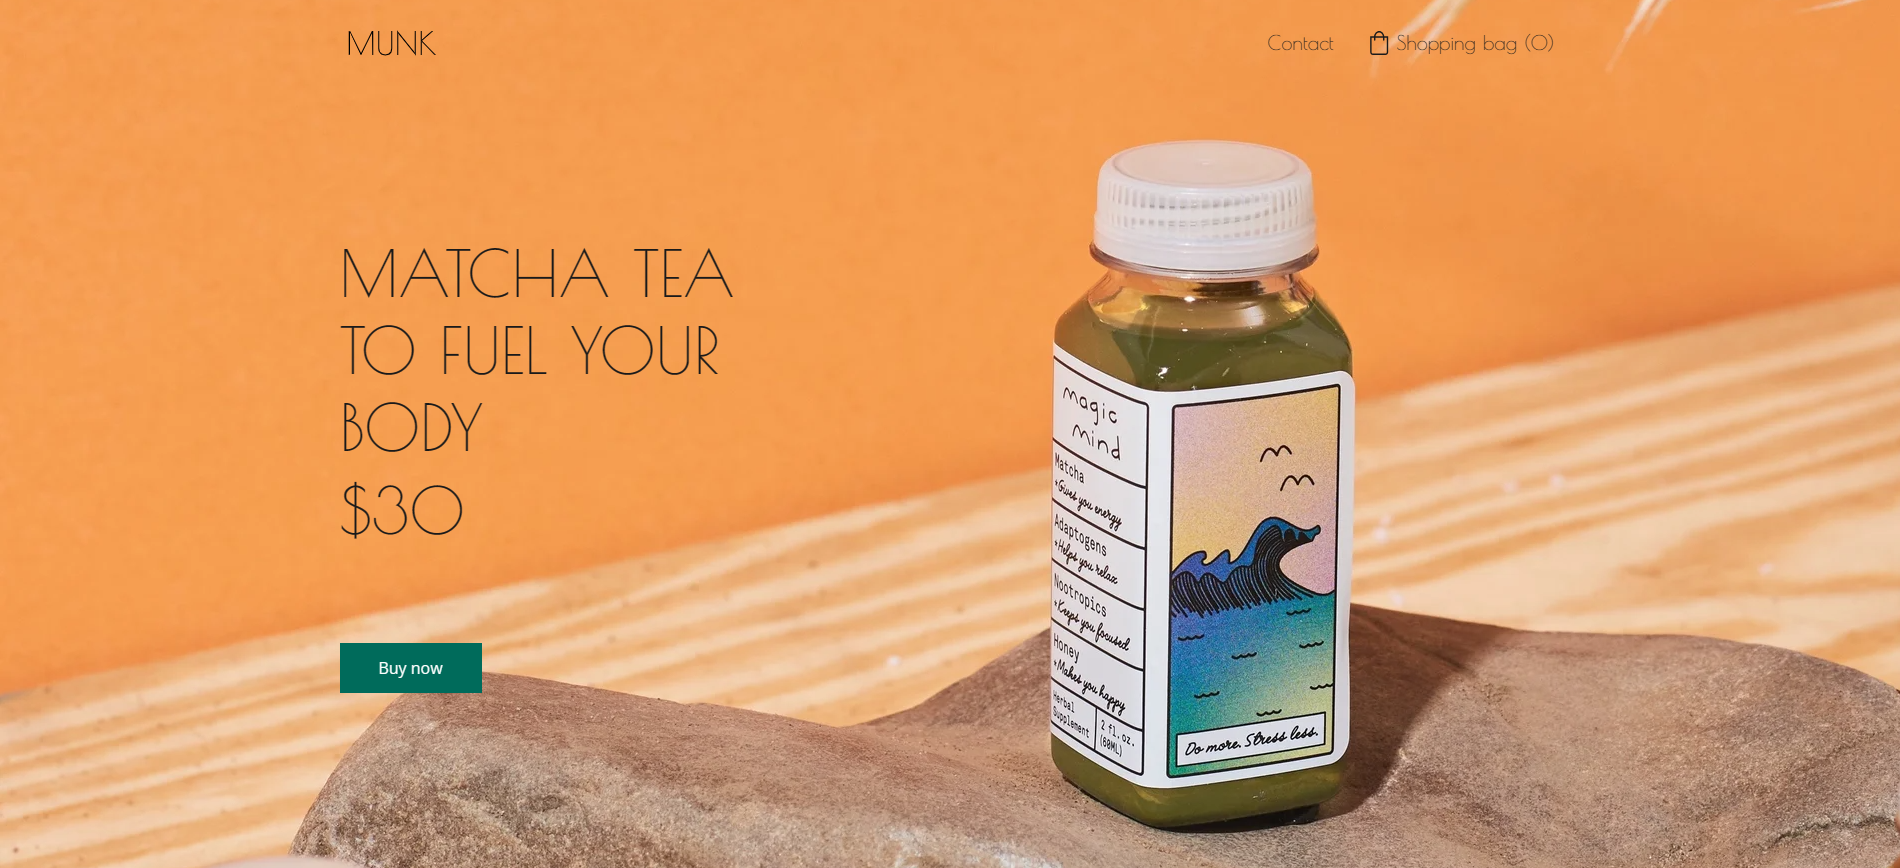 MUNK
Contact
Shopping bag (0)
MATCHA TEA
TO FUEL YOUR
BODY
$30
Buy now
magic
mind
Matcha
+Gives you energy
Adaptogens
+Helps you relax
Nootropics
+Keeps you focused
Honey
+Makes you happy
Herbal
Supplement
2 fl. oz.
(60ML)
Do more. Stress less.